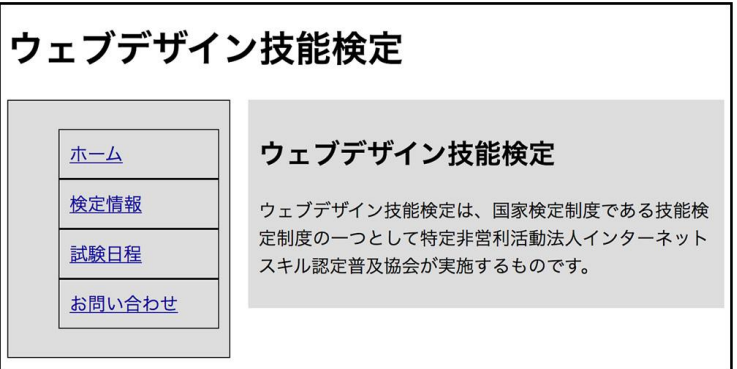 ウェブデザイン技能検定
ホーム
検定情報
試験日程
お問い合わせ
ウェブデザイン技能検定
ウェブデザイン技能検定は、国家検定制度である技能検
定制度の一つとして特定非営利活動法人インターネット
スキル認定普及協会が実施するものです。